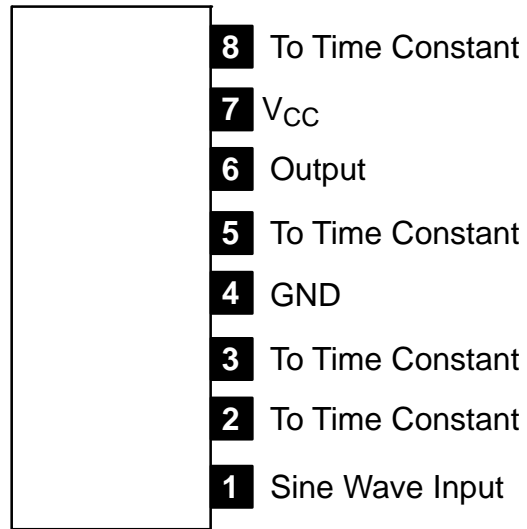 8 To Time Constant
7 VCC
6 Output
5 To Time Constant
4 GND
3 To Time Constant
2 To Time Constant
1 Sine Wave Input